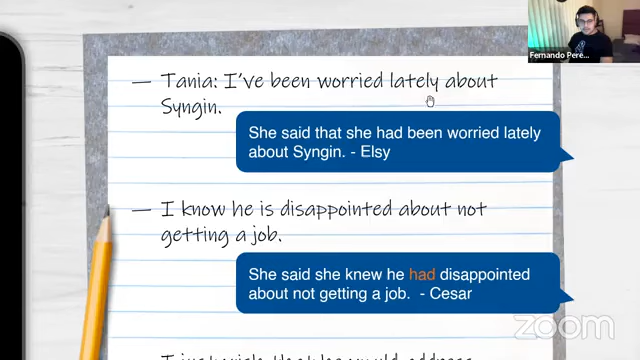 Fernando Pere...
— Tania: I've been worried lately about
Syngin.
She said that she had been worried lately
about Syngin. - Elsy
— I know he is disappointed about not
getting a job.
She said she knew he had disappointed
about not getting a job. - Cesar
zoom